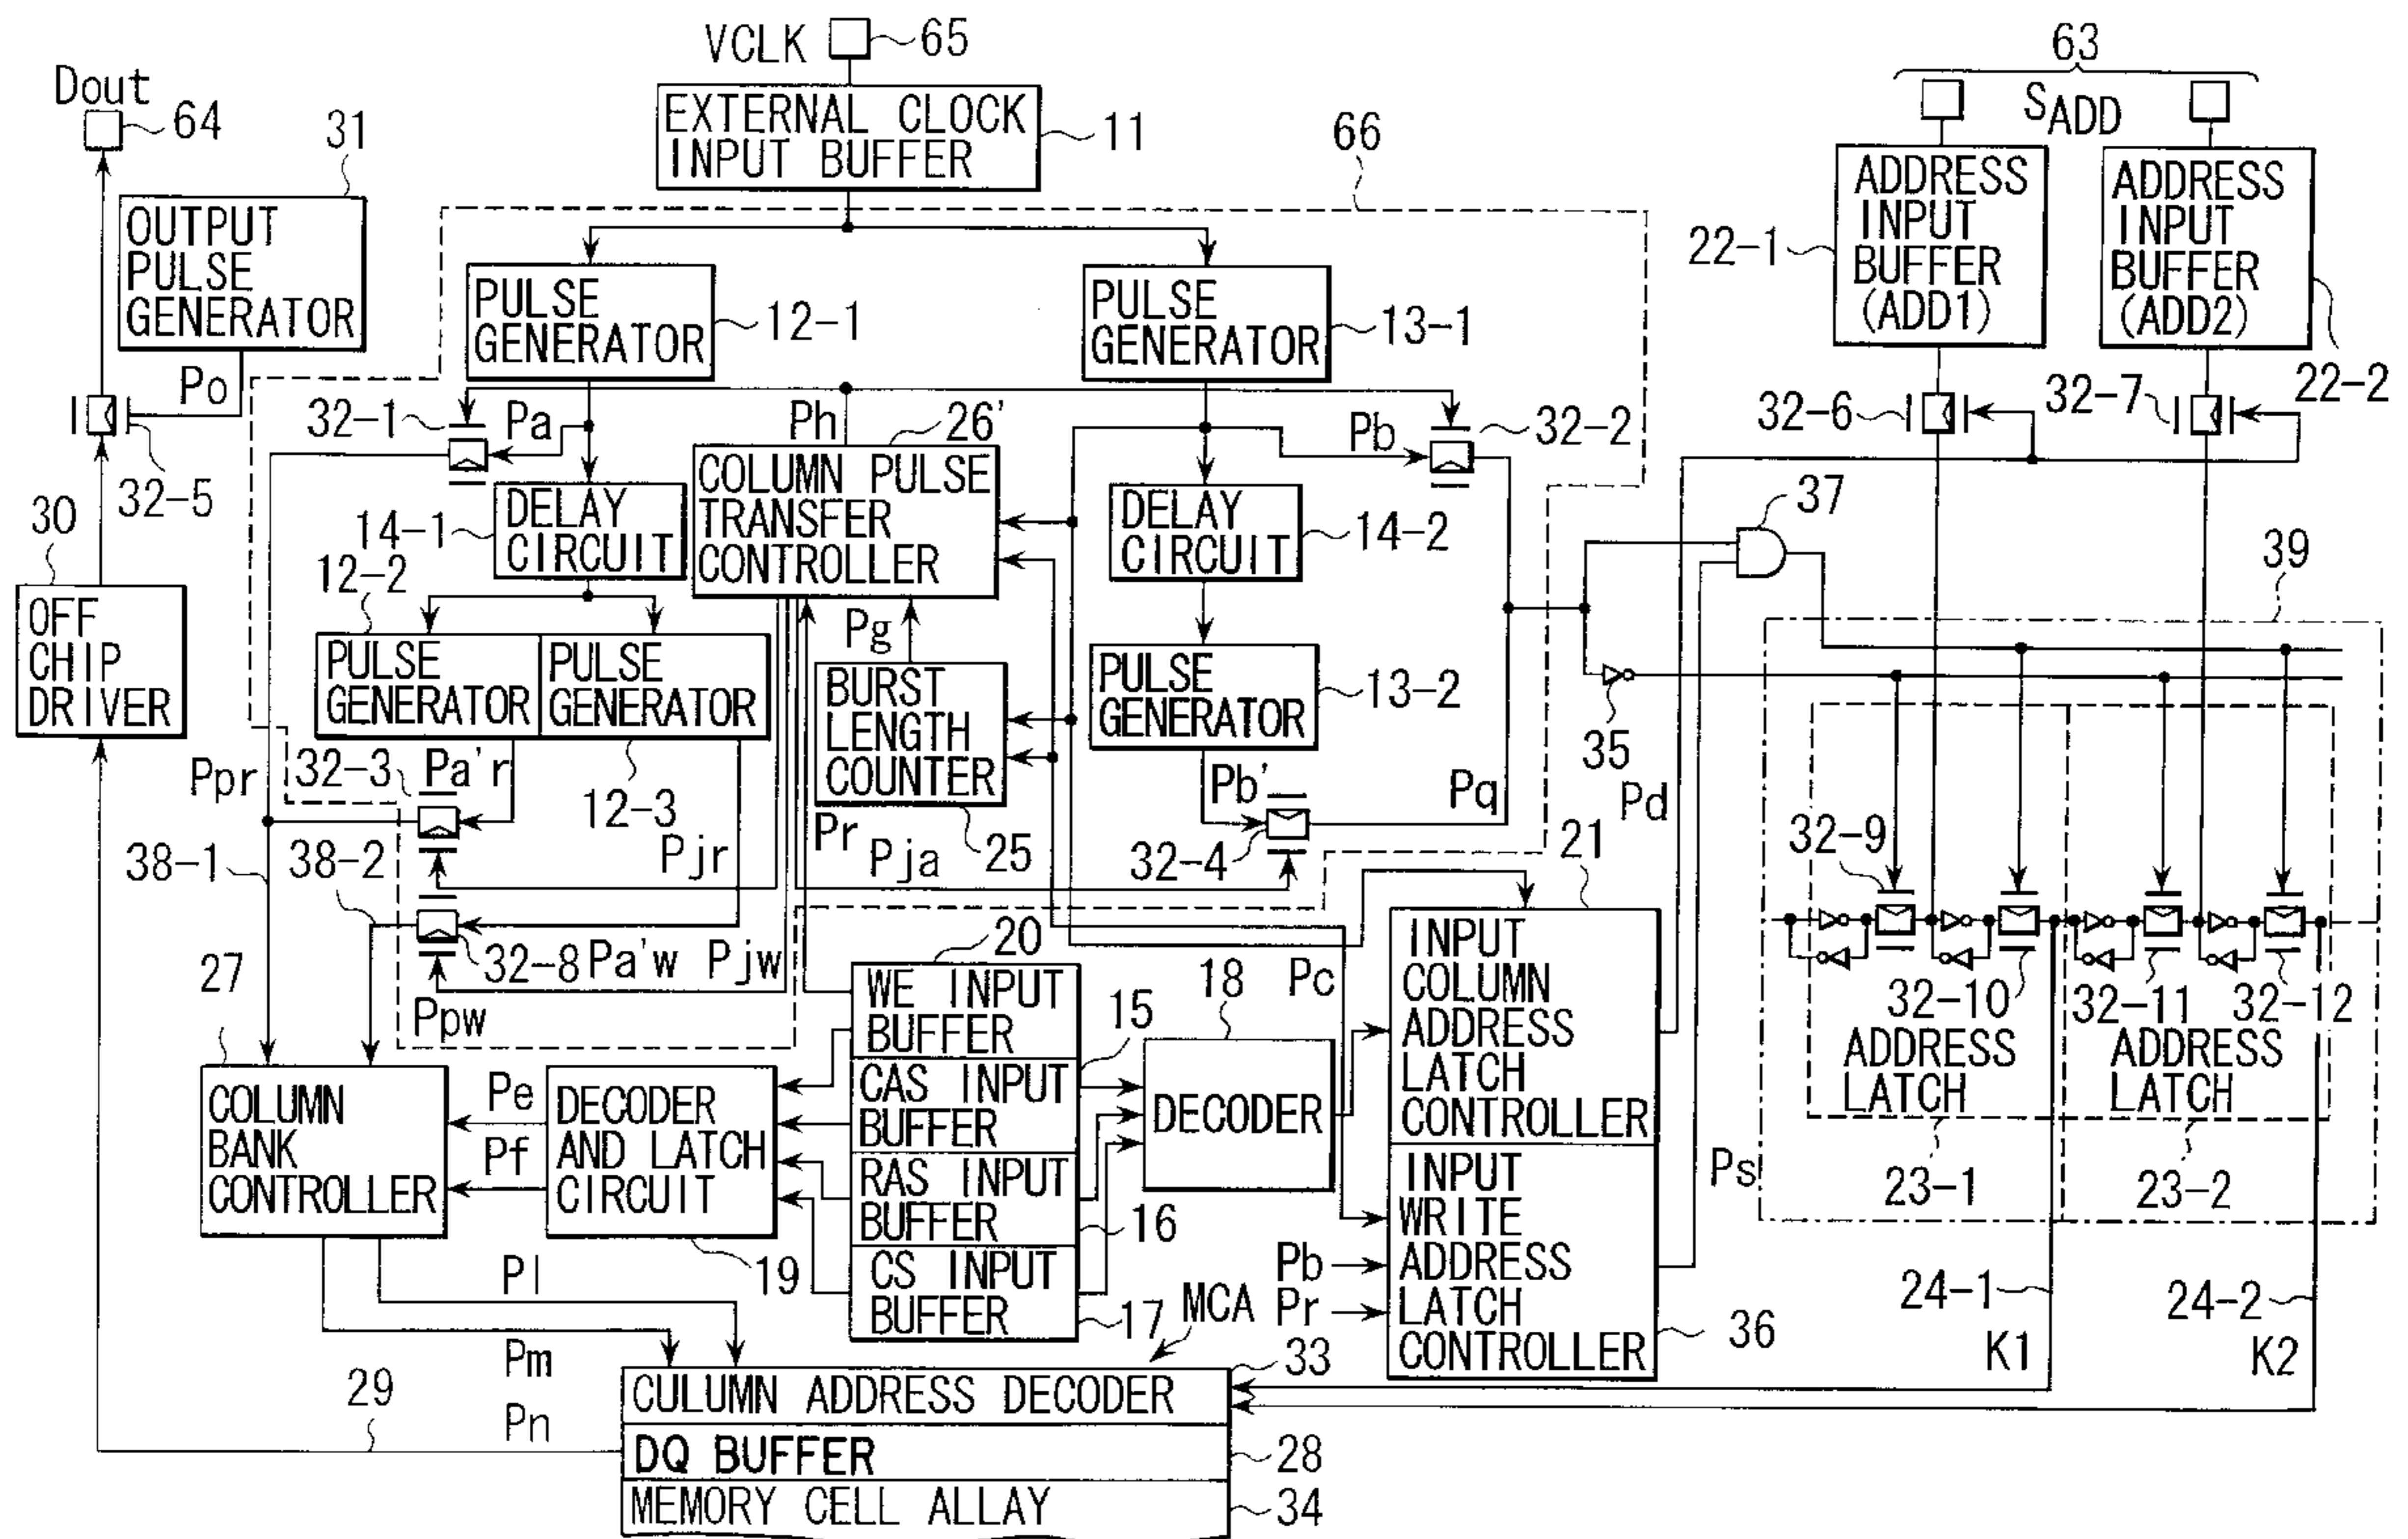 VCLK
65
63
Dout
64
31
EXTERNAL CLOCK
INPUT BUFFER
11
66
SADD
OUTPUT
PULSE
GENERATOR
Po
32-5
PULSE
GENERATOR
12-1
PULSE
GENERATOR
13-1
22-1
ADDRESS
INPUT
BUFFER
(ADD1)
ADDRESS
INPUT
BUFFER
(ADD2)
22-2
32-1
Pa
Ph
26'
Pb
32-2
32-6
32-7
30
14-1
DELAY
CIRCUIT
COLUMN PULSE
TRANSFER
CONTROLLER
DELAY
CIRCUIT
14-2
37
39
12-2
OFF
CHIP
DRIVER
PULSE
GENERATOR
PULSE
GENERATOR
12-3
Pg
BURST
LENGTH
COUNTER
25
PULSE
GENERATOR
13-2
35
Ppr
32-3
Pa'r
Pr
Pja
Pb'
32-4
Pq
Pd
38-1
38-2
Pjr
21
32-9
32-8
Pa'w
Pjw
Ppw
27
20
WE INPUT
BUFFER
15
CAS INPUT
BUFFER
RAS INPUT
BUFFER
16
CS INPUT
BUFFER
17
18
DECODER
Pc
INPUT
COLUMN
ADDRESS
LATCH
CONTROLLER
INPUT
WRITE
ADDRESS
LATCH
CONTROLLER
36
Pb
Pr
Ps
32-10
32-11
32-12
ADDRESS
LATCH
ADDRESS
LATCH
23-1
23-2
COLUMN
BANK
CONTROLLER
Pe
Pf
DECODER
AND LATCH
CIRCUIT
19
Pl
Pm
MCA
24-1
24-2
K1
K2
29
Pn
CULUMN ADDRESS DECODER
33
DQ BUFFER
28
MEMORY CELL ALLAY
34